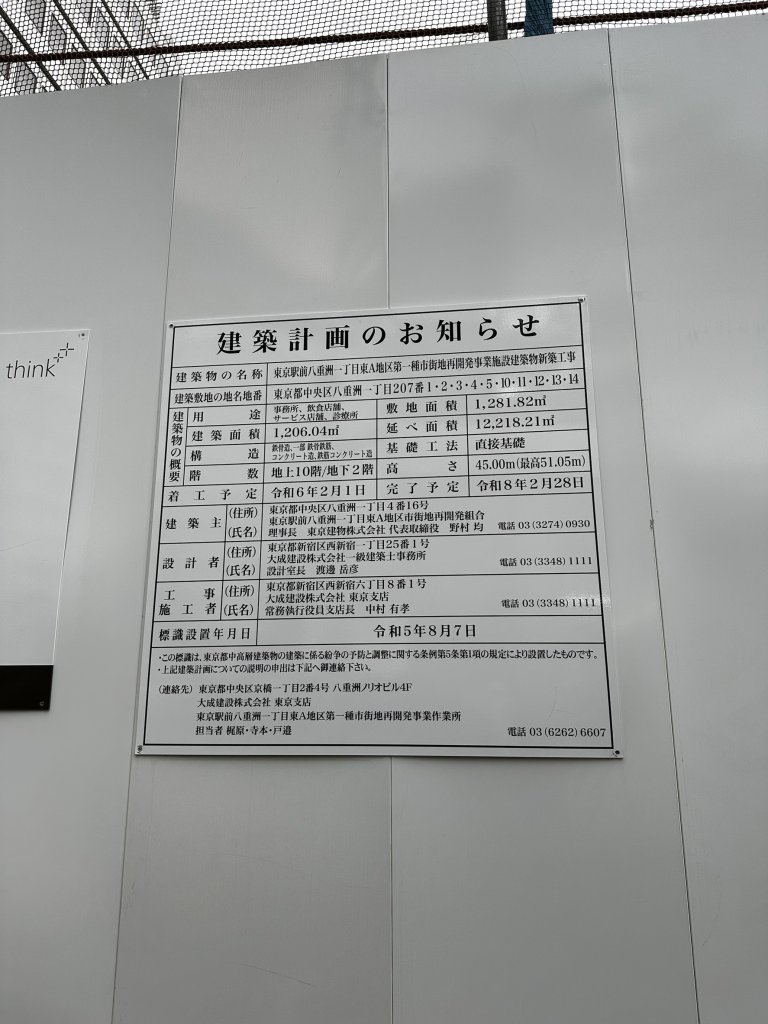 think
建築計画のお知らせ
建築物の名称 東京駅前八重洲一丁目東A地区第一種市街地再開発事業施設建築物新築工事
建築敷地の地名地番 東京都中央区八重洲一丁目207番1・2・3・4・5・10・11・12・13・14
建築物の概要
用途 事務所、飲食店舗、
サービス店舗、診療所
敷地面積 1,281.82㎡
建築面積 1,206.04㎡
延べ面積 12,218.21㎡
構造 鉄骨造、一部 鉄骨鉄筋、
コンクリート造、鉄筋コンクリート造
基礎工法 直接基礎
階数 地上10階/地下2階
高さ 45.00m(最高51.05m)
着工予定 令和6年2月1日
完了予定 令和8年2月28日
建築主 (住所) 東京都中央区八重洲一丁目4番16号
東京駅前八重洲一丁目東A地区市街地再開発組合
(氏名) 理事長 東京建物株式会社 代表取締役 野村 均 電話 03(3274)0930
設計者 (住所) 東京都新宿区西新宿一丁目25番1号
大成建設株式会社一級建築士事務所
(氏名) 設計室長 渡邊 岳彦 電話 03(3348)1111
工事施工者 (住所) 東京都新宿区西新宿六丁目8番1号
大成建設株式会社 東京支店
(氏名) 常務執行役員支店長 中村 有孝 電話 03(3348)1111
標識設置年月日 令和5年8月7日
・この標識は、東京都中高層建築物の建築に係る紛争の予防と調整に関する条例第5条第1項の規定により設置したものです。
・上記建築計画についての説明の申出は下記へ御連絡下さい。
(連絡先) 東京都中央区京橋一丁目2番4号 八重洲ノリオビル4F
大成建設株式会社 東京支店
東京駅前八重洲一丁目東A地区第一種市街地再開発事業作業所
担当者 梶原・寺本・戸邉 電話 03(6262)6607